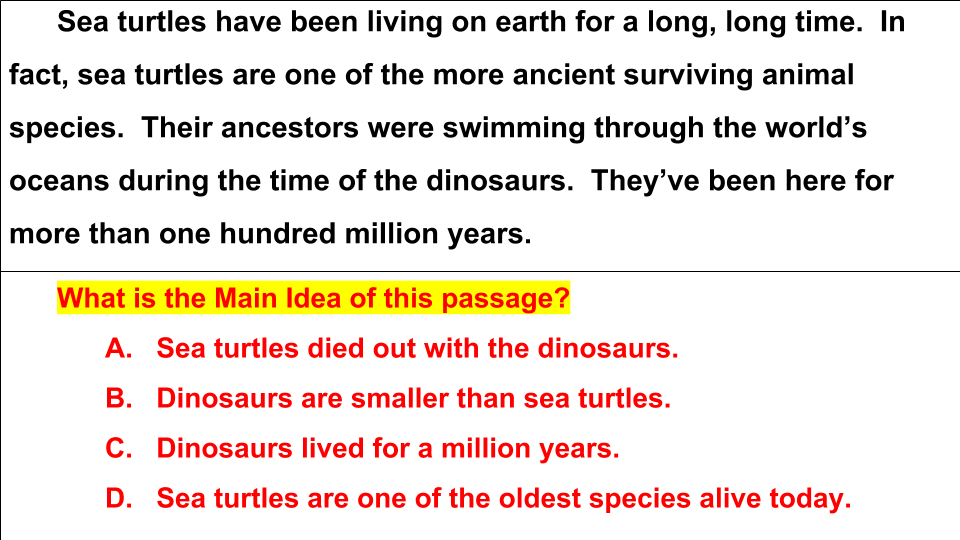 Sea turtles have been living on earth for a long, long time.  In
fact, sea turtles are one of the more ancient surviving animal
species.  Their ancestors were swimming through the world’s
oceans during the time of the dinosaurs.  They’ve been here for
more than one hundred million years.
What is the Main Idea of this passage?
A. Sea turtles died out with the dinosaurs.
B. Dinosaurs are smaller than sea turtles.
C. Dinosaurs lived for a million years.
D. Sea turtles are one of the oldest species alive today.